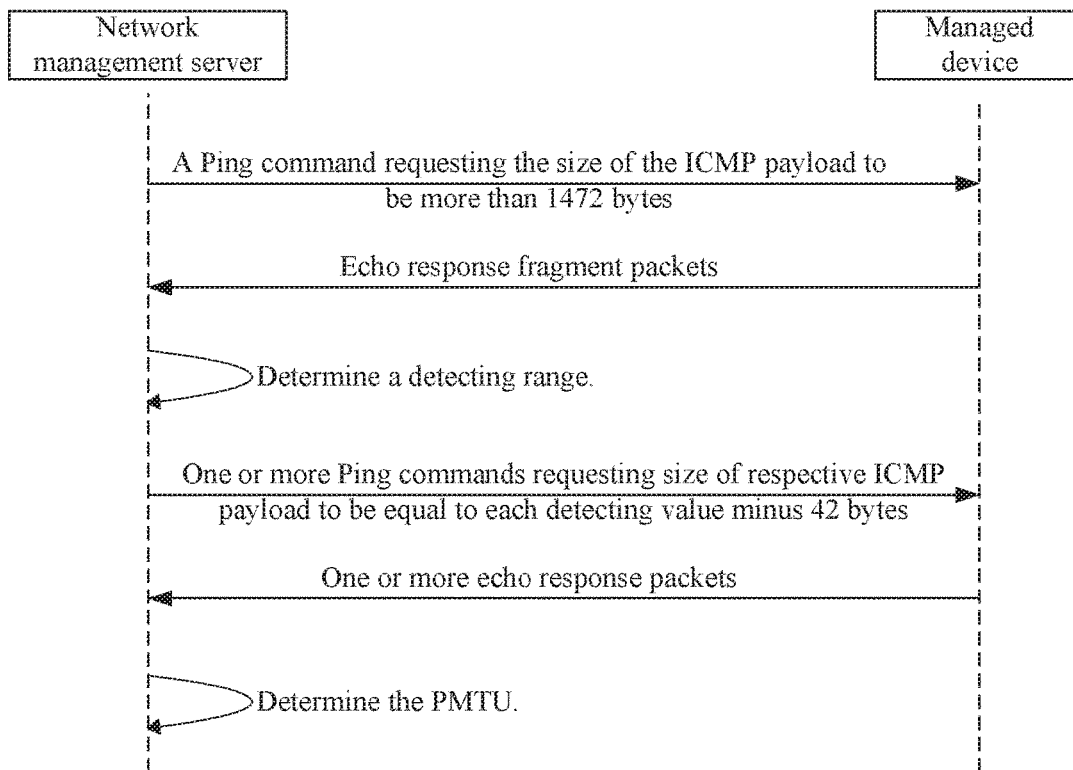 Network
management server
Managed
device
A Ping command requesting the size of the ICMP payload to
be more than 1472 bytes
Echo response fragment packets
Determine a detecting range.
One or more Ping commands requesting size of respective ICMP
payload to be equal to each detecting value minus 42 bytes
One or more echo response packets
Determine the PMTU.